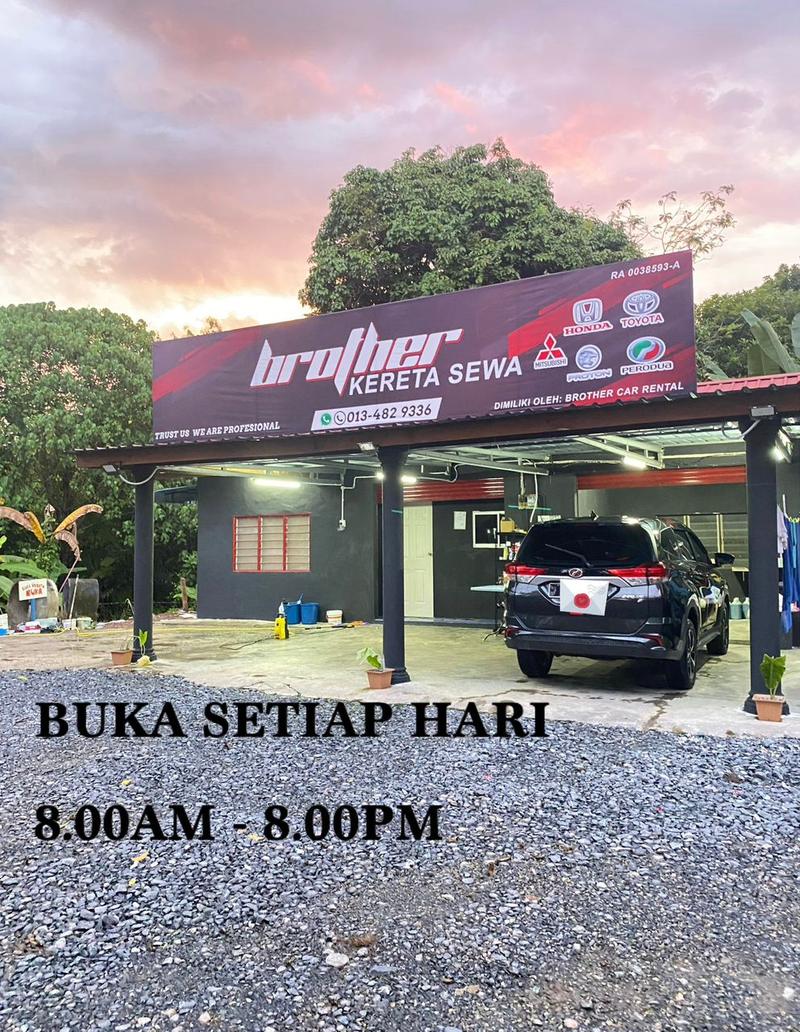 RA 0038593-A
brother
KERETA SEWA
HONDA
TOYOTA
MITSUBISHI
PROTON
PERODUA
013-482 9336
TRUST US WE ARE PROFESIONAL
DIMILIKI OLEH: BROTHER CAR RENTAL
BUKA
BUKA SETIAP HARI
8.00AM - 8.00PM